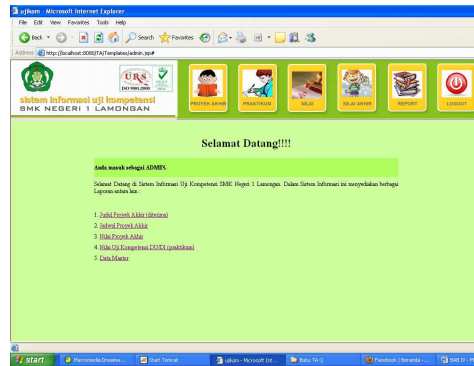 ujikom - Microsoft Internet Explorer
File Edit View Favorites Tools Help
Back Search Favorites
Address http://localhost:8080/TA/Templates/admin.jsp#
URS
ISO 9001:2000
sistem informasi uji kompetensi
SMK NEGERI 1 LAMONGAN
PROYEK AKHIR PRAKTIKUM NILAI NILAI AKHIR REPORT LOGOUT
Selamat Datang!!!!
Anda masuk sebagai ADMIN.
Selamat Datang di Sistem Informasi Uji Kompetensi SMK Negeri 1 Lamongan. Dalam Sistem Informasi ini menyediakan berbagai
Laporan antara lain :
1. Judul Proyek Akhir (diterima)
2. Jadwal Proyek Akhir
3. Nilai Proyek Akhir
4. Nilai Uji Kompetensi DU/DI (praktikum)
5. Data Master
start Macromedia Dreamw... Start Tomcat ujikom - Microsoft Int... Buku TA Q Facebook | Beranda - ... BAB IV - M